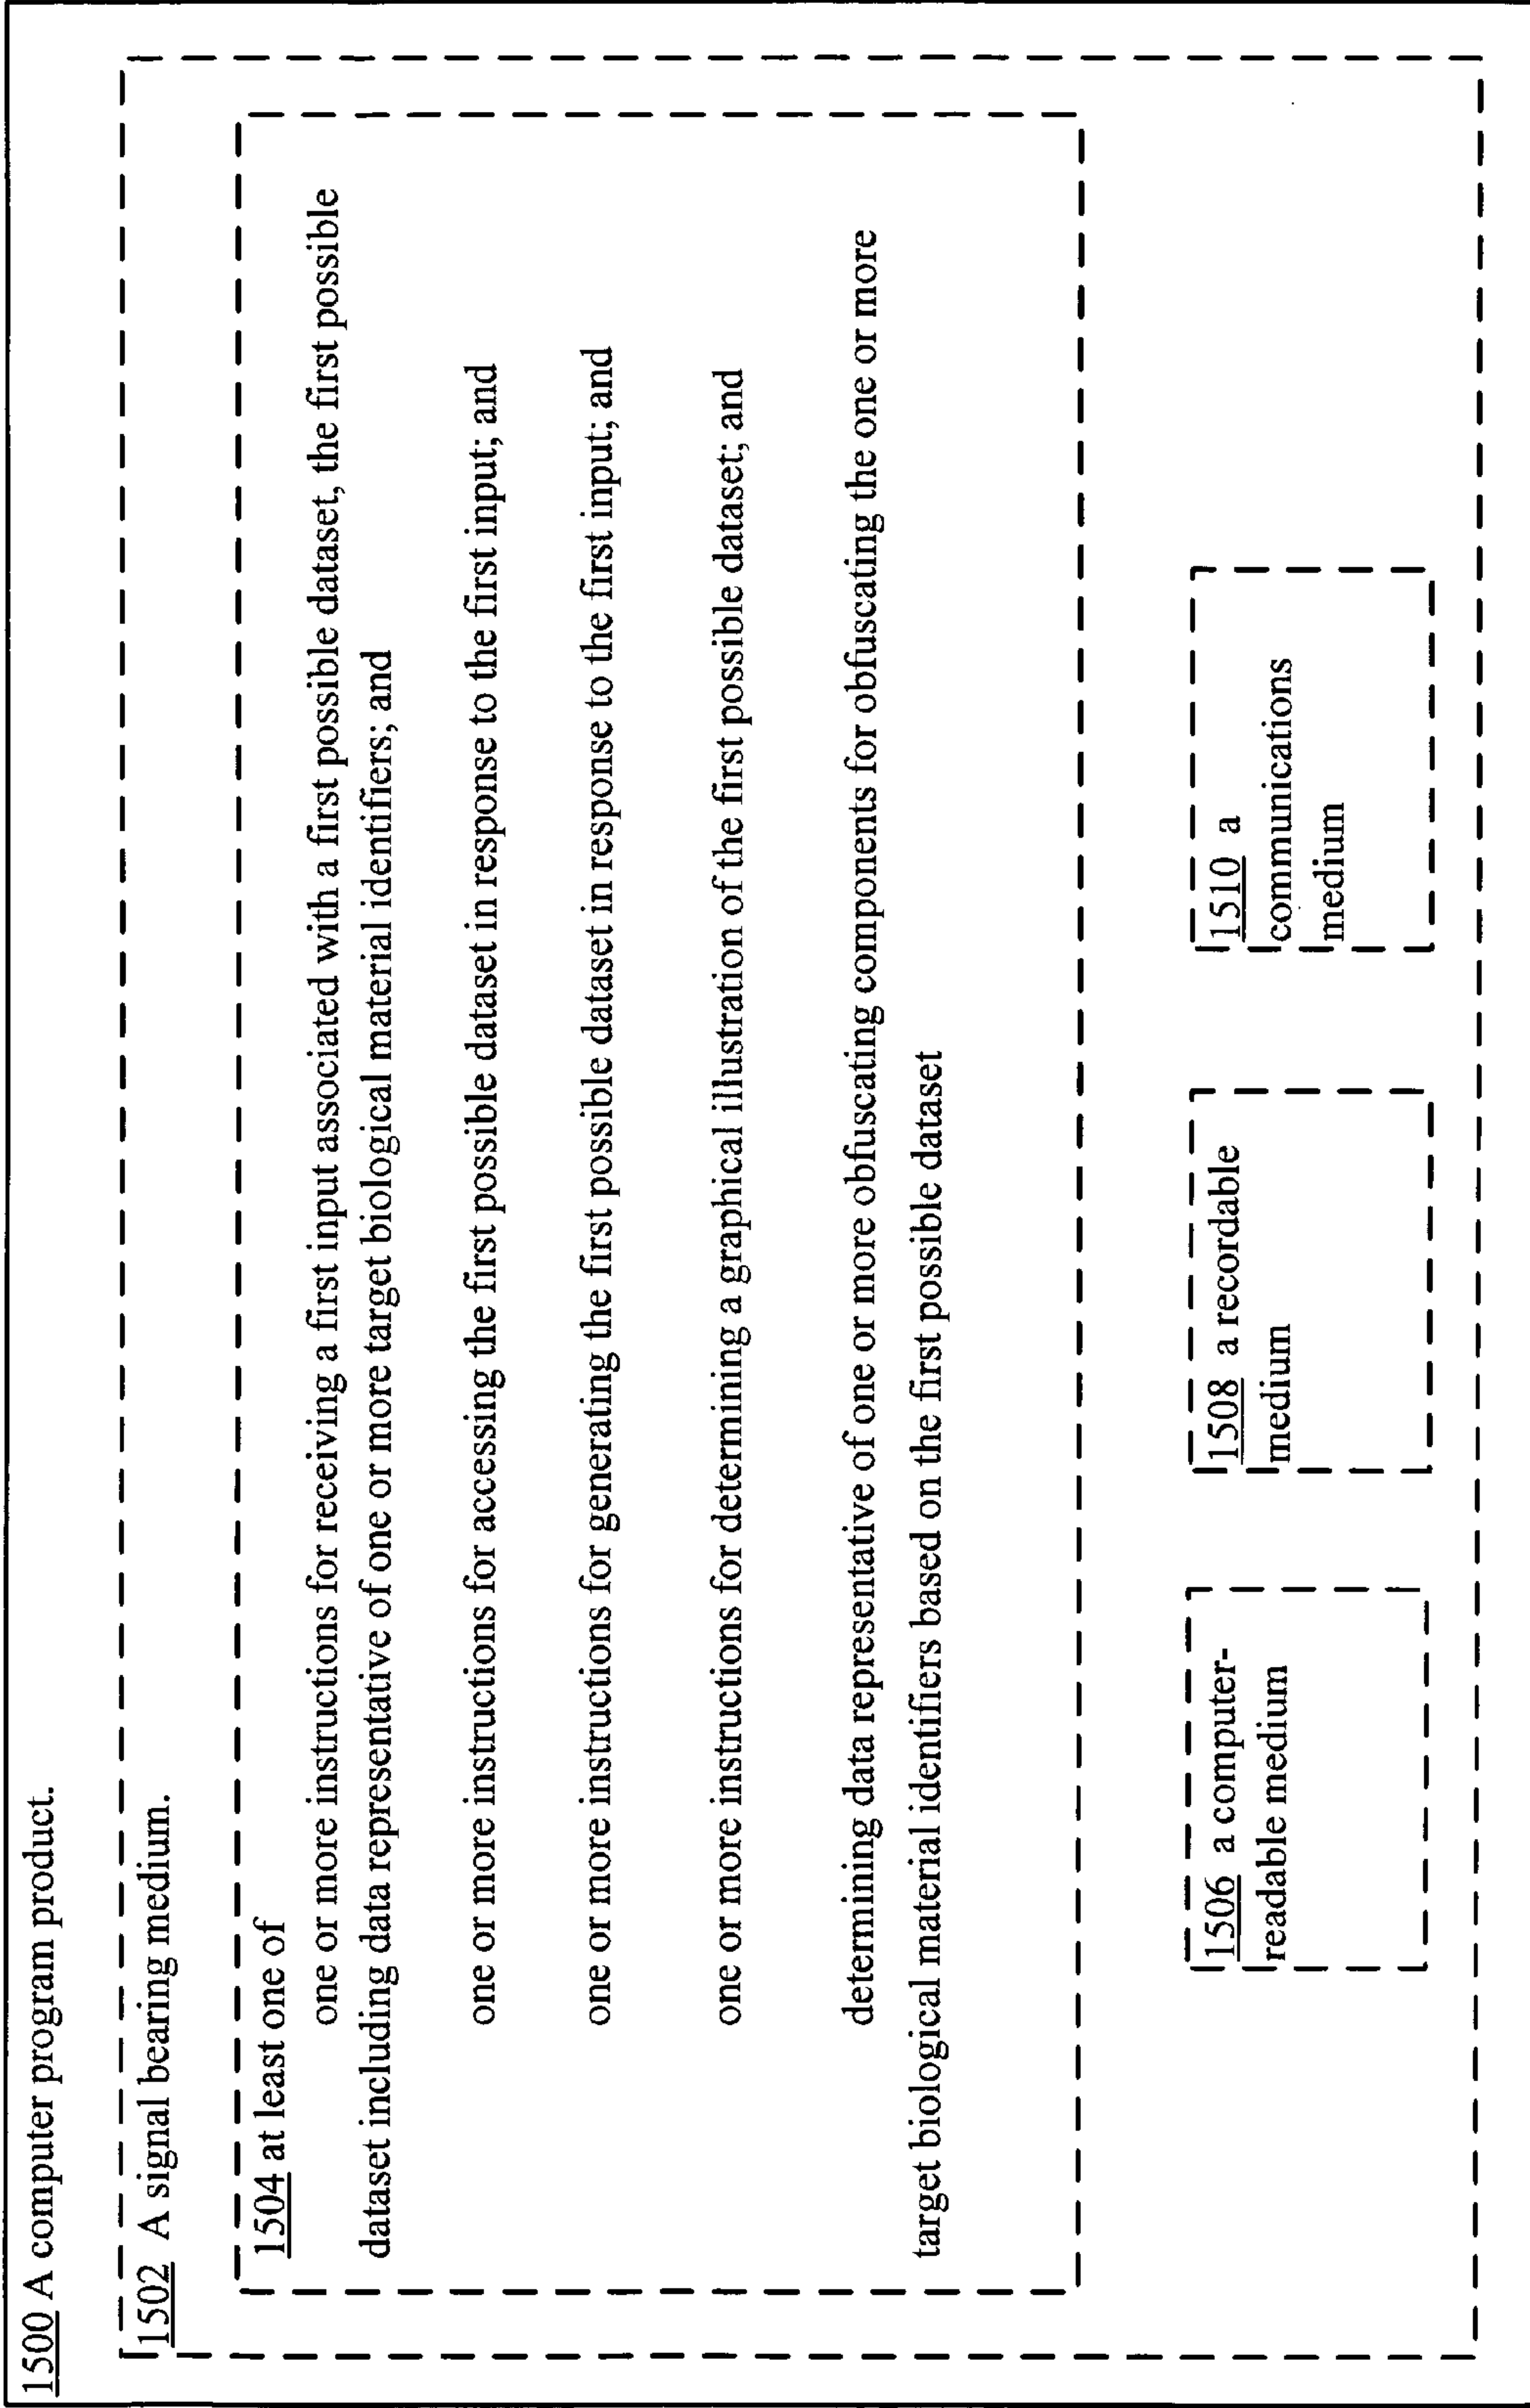 1500 A computer program product.
1502 A signal bearing medium.
1504 at least one of
one or more instructions for receiving a first input associated with a first possible dataset, the first possible
dataset including data representative of one or more target biological material identifiers; and
one or more instructions for accessing the first possible dataset in response to the first input; and
one or more instructions for generating the first possible dataset in response to the first input; and
one or more instructions for determining a graphical illustration of the first possible dataset; and
determining data representative of one or more obfuscating components for obfuscating the one or more
target biological material identifiers based on the first possible dataset
1506 a computer-
readable medium
1508 a recordable
medium
1510 a
communications
medium